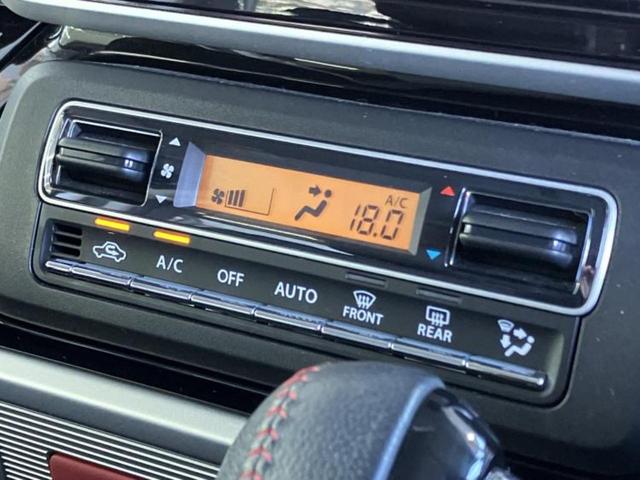 A/C
18.0
A/C
OFF
AUTO
FRONT
REAR